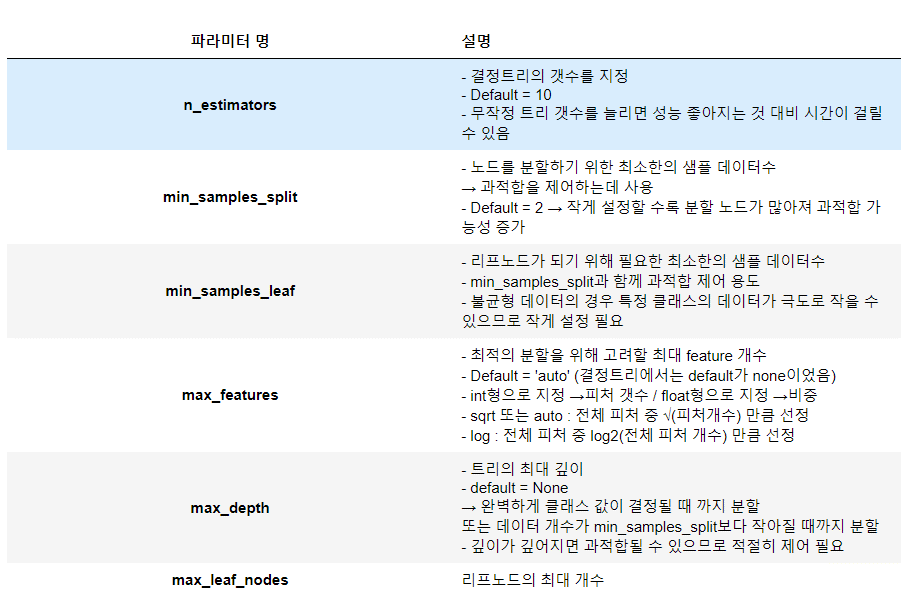 파라미터 명 설명
n_estimators
- 결정트리의 갯수를 지정
- Default = 10
- 무작정 트리 갯수를 늘리면 성능 좋아지는 것 대비 시간이 걸릴
수 있음
min_samples_split
- 노드를 분할하기 위한 최소한의 샘플 데이터수
→ 과적합을 제어하는데 사용
- Default = 2 → 작게 설정할 수록 분할 노드가 많아져 과적합 가
능성 증가
min_samples_leaf
- 리프노드가 되기 위해 필요한 최소한의 샘플 데이터수
- min_samples_split과 함께 과적합 제어 용도
- 불균형 데이터의 경우 특정 클래스의 데이터가 극도로 작을 수
있으므로 작게 설정 필요
max_features
- 최적의 분할을 위해 고려할 최대 feature 개수
- Default = 'auto' (결정트리에서는 default가 none이었음)
- int형으로 지정 →피처 갯수 / float형으로 지정 →비중
- sqrt 또는 auto : 전체 피처 중 √(피처개수) 만큼 선정
- log : 전체 피처 중 log2(전체 피처 개수) 만큼 선정
max_depth
- 트리의 최대 깊이
- default = None
→ 완벽하게 클래스 값이 결정될 때 까지 분할
또는 데이터 개수가 min_samples_split보다 작아질 때까지 분할
- 깊이가 깊어지면 과적합될 수 있으므로 적절히 제어 필요
max_leaf_nodes 리프노드의 최대 개수